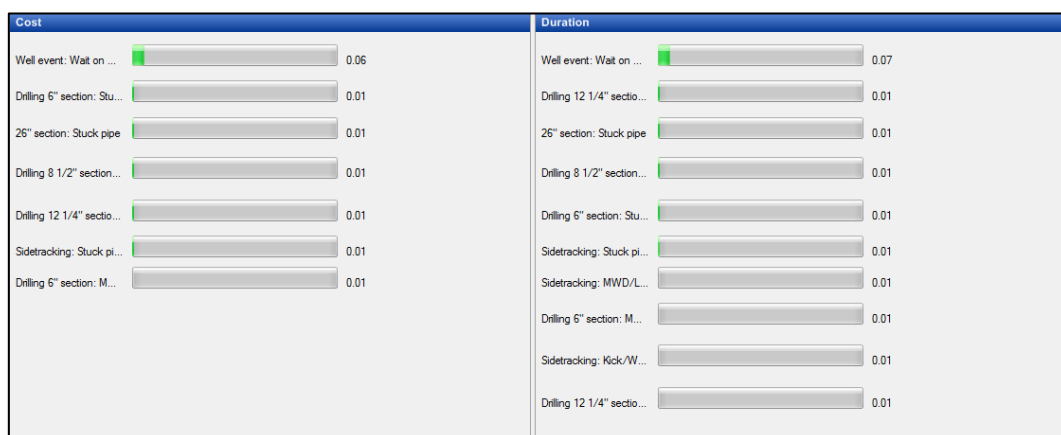 Cost
Well event: Wait on ... 0.06
Drilling 6" section: Stu... 0.01
26" section: Stuck pipe 0.01
Drilling 8 1/2" section... 0.01
Drilling 12 1/4" sectio... 0.01
Sidetracking: Stuck pi... 0.01
Drilling 6" section: M... 0.01
Duration
Well event: Wait on ... 0.07
Drilling 12 1/4" sectio... 0.01
26" section: Stuck pipe 0.01
Drilling 8 1/2" section... 0.01
Drilling 6" section: Stu... 0.01
Sidetracking: Stuck pi... 0.01
Sidetracking: MWD/L... 0.01
Drilling 6" section: M... 0.01
Sidetracking: Kick/W... 0.01
Drilling 12 1/4" sectio... 0.01